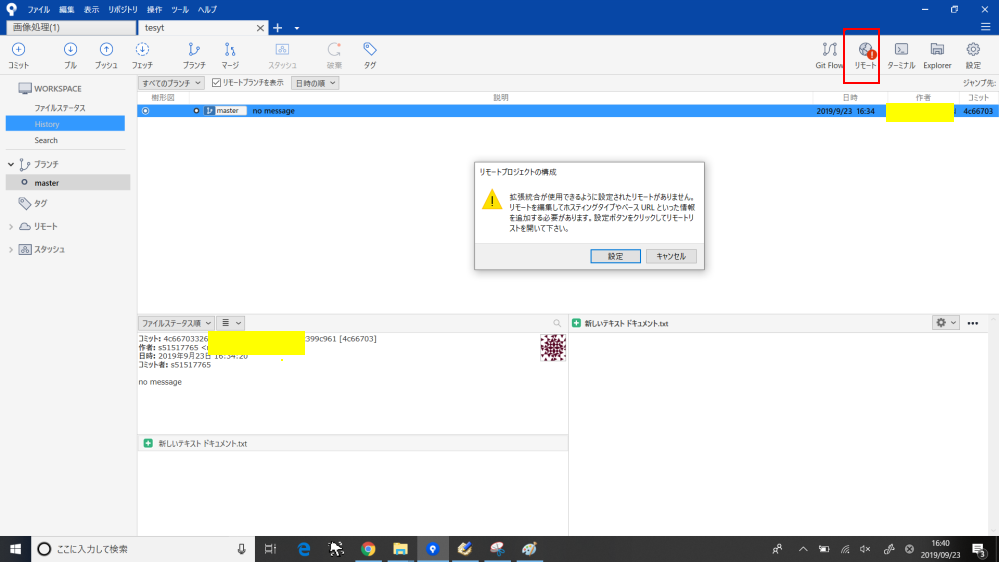 ファイル 編集 表示 リポジトリ 操作 ツール ヘルプ
画像処理(1) tesyt
コミット プル プッシュ フェッチ ブランチ マージ スタッシュ 破棄 タグ Git Flow リモート ターミナル Explorer 設定
すべてのブランチ リモートブランチを表示 日時の順 ジャンプ先:
樹形図 説明 日時 作者 コミット
master no message 2019/9/23 16:34 4c66703
WORKSPACE
ファイルステータス
History
Search
ブランチ
master
タグ
リモート
スタッシュ
リモートプロジェクトの構成
拡張統合が使用できるように設定されたリモートがありません。
リモートを編集してホスティングタイプやベース URL といった情報
を追加する必要があります。設定ボタンをクリックしてリモートリ
ストを開いて下さい。
設定 キャンセル
ファイルステータス順
新しいテキスト ドキュメント.txt
コミット: 4c66703326 399c961 [4c66703]
作者: s51517765 <
日時: 2019年9月23日 16:34:20
コミット者: s51517765
no message
新しいテキスト ドキュメント.txt
ここに入力して検索
16:40
2019/09/23
3